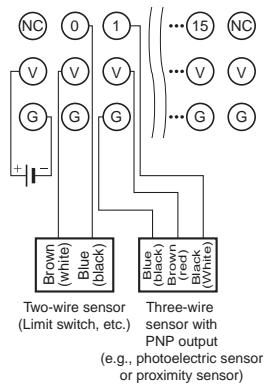 NC 0 1 ••• 15 NC
V V V ••• V V
G G G ••• G G
+ –
Brown
(white)
Blue
(black)
Blue
(black)
Brown
(red)
Black
(White)
Two-wire sensor
(Limit switch, etc.)
Three-wire
sensor with
PNP output
(e.g., photoelectric sensor
or proximity sensor)